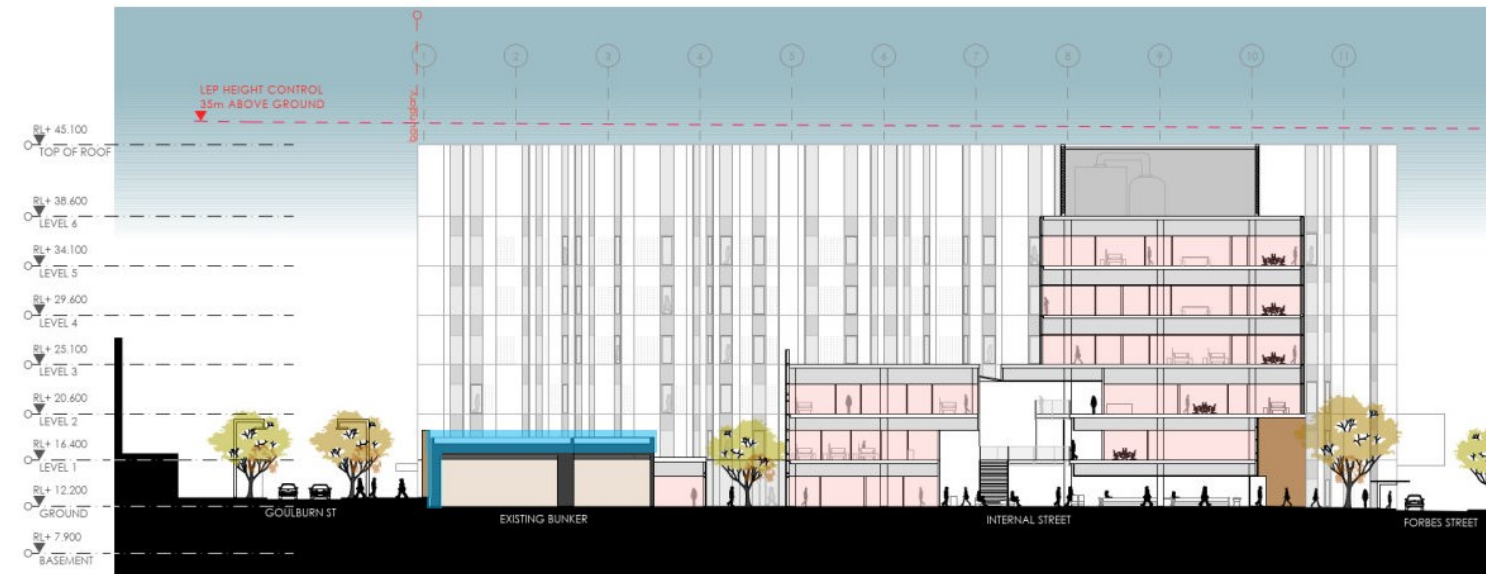 1
2
3
4
5
6
7
8
9
10
11
LEP HEIGHT CONTROL
35m ABOVE GROUND
boundary
RL+ 45.100
TOP OF ROOF
RL+ 38.600
LEVEL 6
RL+ 34.100
LEVEL 5
RL+ 29.600
LEVEL 4
RL+ 25.100
LEVEL 3
RL+ 20.600
LEVEL 2
RL+ 16.400
LEVEL 1
RL+ 12.200
GROUND
RL+ 7.900
BASEMENT
GOULBURN ST
EXISTING BUNKER
INTERNAL STREET
FORBES STREET